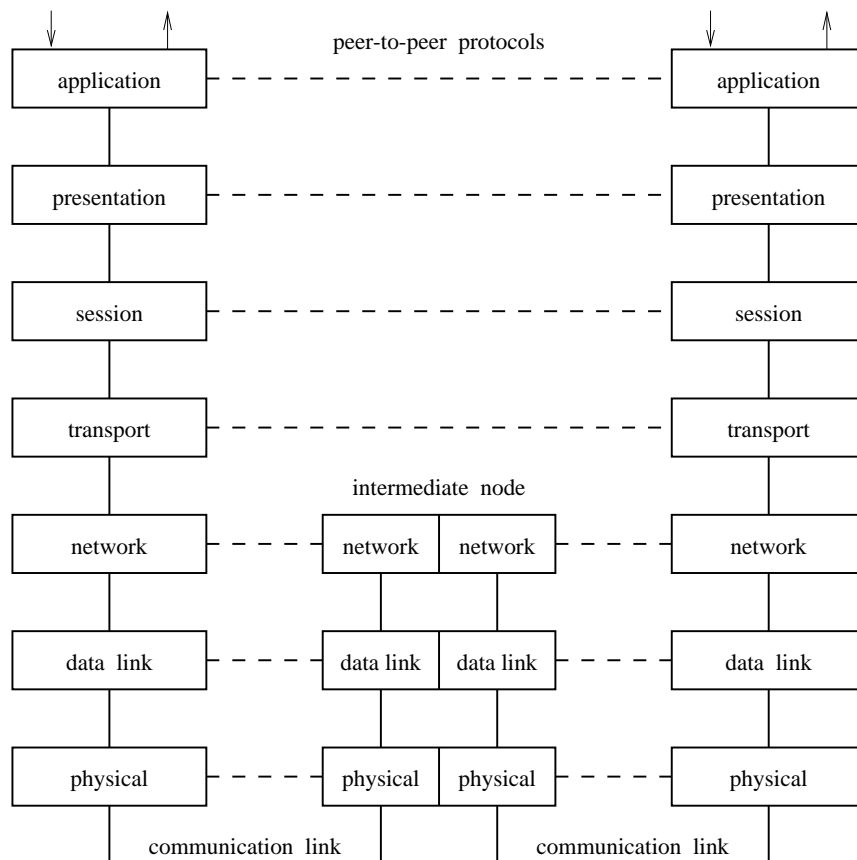 peer-to-peer protocols
application application
presentation presentation
session session
transport transport
intermediate node
network network network network
data link data link data link data link
physical physical physical physical
communication link communication link